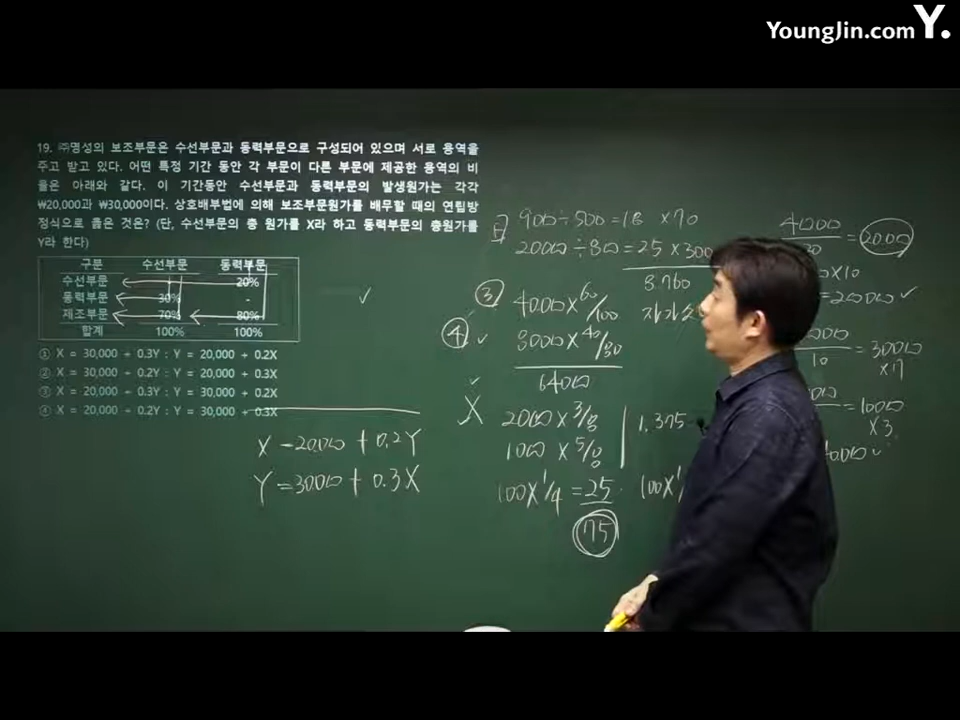 YoungJin.com Y.
19. ㈜명성의 보조부문은 수선부문과 동력부문으로 구성되어 있으며 서로 용역을
주고 받고 있다. 어떤 특정 기간 동안 각 부문이 다른 부문에 제공한 용역의 비
율은 아래와 같다. 이 기간동안 수선부문과 동력부문의 발생원가는 각각
₩20,000과 ₩30,000이다. 상호배부법에 의해 보조부문원가를 배무할 때의 연립방
정식으로 옳은 것은? (단, 수선부문의 총 원가를 X라 하고 동력부문의 총원가를
Y라 한다)
구분 수선부문 동력부문
수선부문 20%
동력부문 30% -
제조부문 70% 80%
합계 100% 100%
① X = 30,000 + 0.3Y : Y = 20,000 + 0.2X
② X = 30,000 + 0.2Y : Y = 20,000 + 0.3X
③ X = 20,000 + 0.3Y : Y = 30,000 + 0.2X
④ X = 20,000 + 0.2Y : Y = 30,000 + 0.3X
X = 20000 + 0.2Y
Y = 30000 + 0.3X
900÷500=18 ×70
2000÷80=25 ×300
3.760
③ 4000×60/100
④ 3000×40/30
6400
X 2000×3/8
1000×5/8
1.375
100×1/4 =25
75
4000
=2000
×10
=20000
=3000
×7
=1000
×3